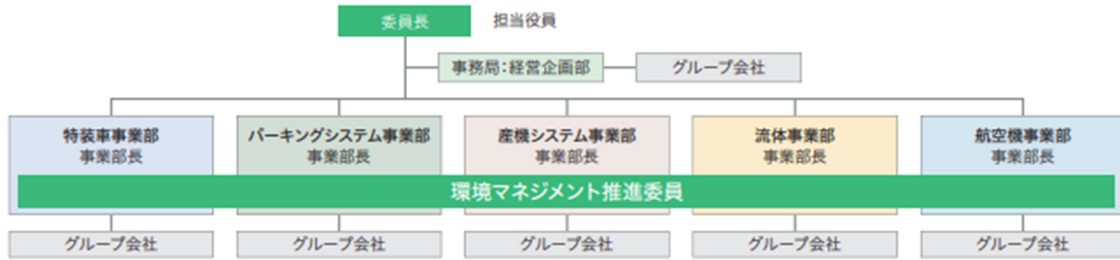 委員長 担当役員
事務局：経営企画部 グループ会社
特装車事業部 パーキングシステム事業部 産機システム事業部 流体事業部 航空機事業部
事業部長 事業部長 事業部長 事業部長 事業部長
環境マネジメント推進委員
グループ会社 グループ会社 グループ会社 グループ会社 グループ会社